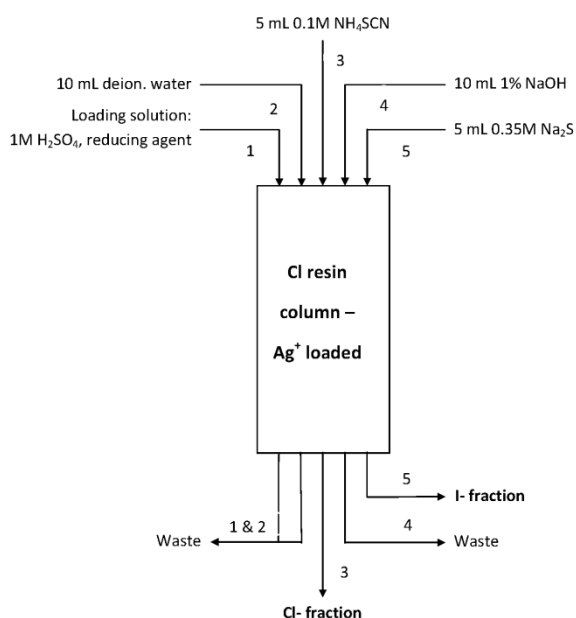 5 mL 0.1M NH₄SCN
3
10 mL deion. water
10 mL 1% NaOH
2
4
Loading solution:
1M H₂SO₄, reducing agent
5 mL 0.35M Na₂S
1
5
Cl resin
column –
Ag⁺ loaded
5
I- fraction
1 & 2
4
Waste
Waste
3
Cl- fraction